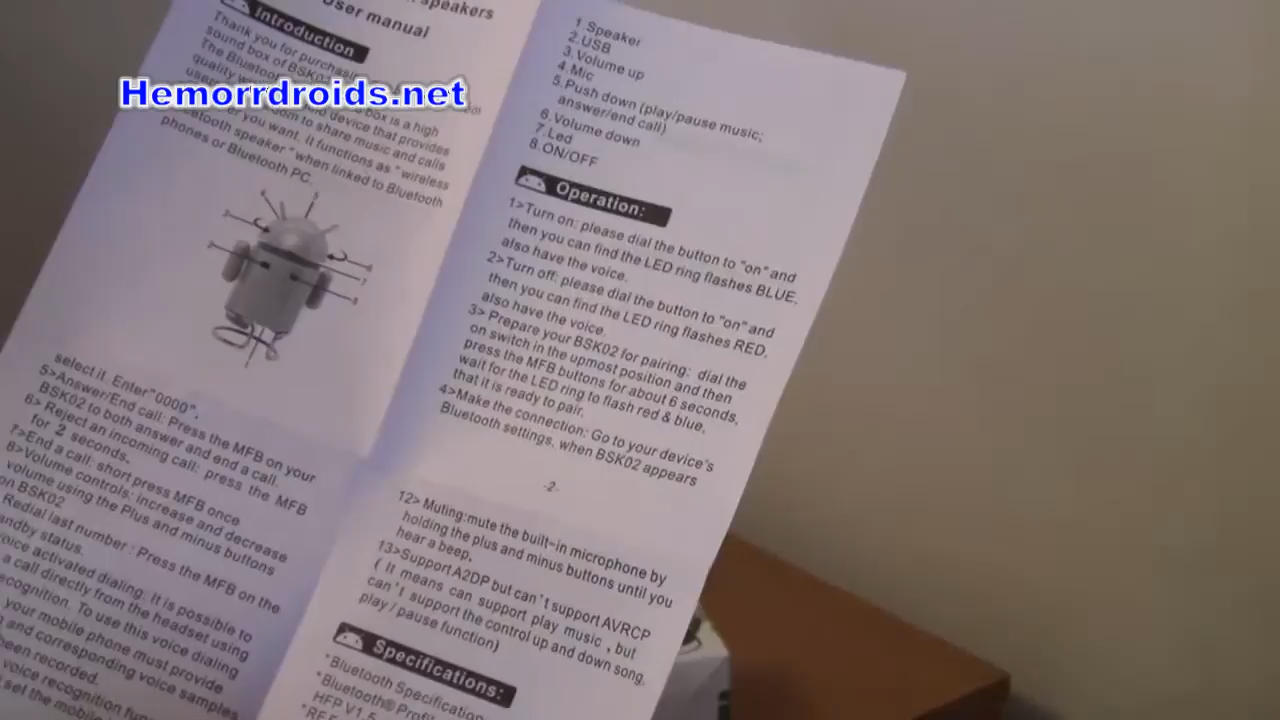 speakers
User manual
Introduction
Thank you for purchasing
sound box of BSK02
The Bluetooth box is a high
quality device that provides
to share music and calls
you want, it functions as " wireless
bluetooth speaker " when linked to Bluetooth
phones or Bluetooth PC.
Hemorrdroids.net
select it. Enter"0000".
5>Answer/End call: Press the MFB on your
BSK02 to both answer and end a call.
6> Reject an incoming call: press the MFB
for 2 seconds.
7>End a call: short press MFB once
8>Volume controls: increase and decrease
volume using the Plus and minus buttons
on BSK02
Redial last number : Press the MFB on the
standby status.
voice activated dialing: It is possible to
a call directly from the headset using
recognition. To use this voice dialing
your mobile phone must provide
and corresponding voice samples
been recorded.
voice recognition
set the mobile
1 Speaker
2.USB
3.Volume up
4.Mic
5.Push down (play/pause music;
answer/end call)
6.Volume down
7.Led
8.ON/OFF
Operation:
1>Turn on: please dial the button to "on" and
then you can find the LED ring flashes BLUE,
also have the voice.
2>Turn off: please dial the button to "on" and
then you can find the LED ring flashes RED,
also have the voice.
3> Prepare your BSK02 for pairing: dial the
on switch in the upmost position and then
press the MFB buttons for about 6 seconds,
wait for the LED ring to flash red & blue,
that it is ready to pair.
4>Make the connection: Go to your device's
Bluetooth settings, when BSK02 appears
-2-
12> Muting:mute the built-in microphone by
holding the plus and minus buttons until you
hear a beep.
13>Support A2DP but can't support AVRCP
( It means can support play music , but
can't support the control up and down song,
play / pause function)
Specifications:
*Bluetooth Specification
*Bluetooth® Profi
HFP V1.5